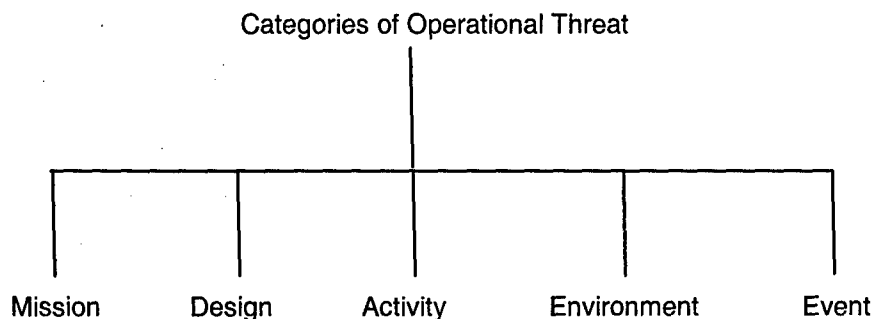 Categories of Operational Threat
Mission Design Activity Environment Event